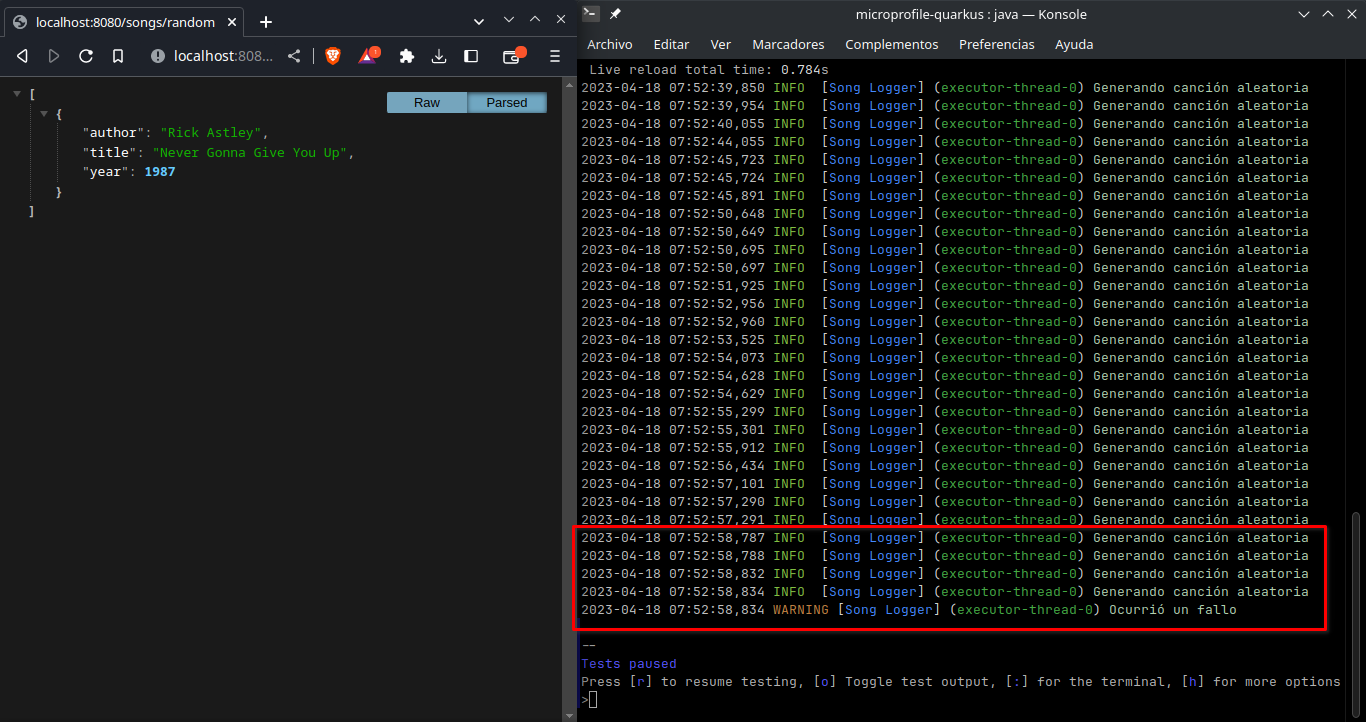 localhost:8080/songs/random
localhost:808...
1
Raw
Parsed
[
{
"author": "Rick Astley",
"title": "Never Gonna Give You Up",
"year": 1987
}
]
microprofile-quarkus : java — Konsole
Archivo Editar Ver Marcadores Complementos Preferencias Ayuda
Live reload total time: 0.784s
2023-04-18 07:52:39,850 INFO  [Song Logger] (executor-thread-0) Generando canción aleatoria
2023-04-18 07:52:39,954 INFO  [Song Logger] (executor-thread-0) Generando canción aleatoria
2023-04-18 07:52:40,055 INFO  [Song Logger] (executor-thread-0) Generando canción aleatoria
2023-04-18 07:52:44,055 INFO  [Song Logger] (executor-thread-0) Generando canción aleatoria
2023-04-18 07:52:45,723 INFO  [Song Logger] (executor-thread-0) Generando canción aleatoria
2023-04-18 07:52:45,724 INFO  [Song Logger] (executor-thread-0) Generando canción aleatoria
2023-04-18 07:52:45,891 INFO  [Song Logger] (executor-thread-0) Generando canción aleatoria
2023-04-18 07:52:50,648 INFO  [Song Logger] (executor-thread-0) Generando canción aleatoria
2023-04-18 07:52:50,649 INFO  [Song Logger] (executor-thread-0) Generando canción aleatoria
2023-04-18 07:52:50,695 INFO  [Song Logger] (executor-thread-0) Generando canción aleatoria
2023-04-18 07:52:50,697 INFO  [Song Logger] (executor-thread-0) Generando canción aleatoria
2023-04-18 07:52:51,925 INFO  [Song Logger] (executor-thread-0) Generando canción aleatoria
2023-04-18 07:52:52,956 INFO  [Song Logger] (executor-thread-0) Generando canción aleatoria
2023-04-18 07:52:52,960 INFO  [Song Logger] (executor-thread-0) Generando canción aleatoria
2023-04-18 07:52:53,525 INFO  [Song Logger] (executor-thread-0) Generando canción aleatoria
2023-04-18 07:52:54,073 INFO  [Song Logger] (executor-thread-0) Generando canción aleatoria
2023-04-18 07:52:54,628 INFO  [Song Logger] (executor-thread-0) Generando canción aleatoria
2023-04-18 07:52:54,629 INFO  [Song Logger] (executor-thread-0) Generando canción aleatoria
2023-04-18 07:52:55,299 INFO  [Song Logger] (executor-thread-0) Generando canción aleatoria
2023-04-18 07:52:55,301 INFO  [Song Logger] (executor-thread-0) Generando canción aleatoria
2023-04-18 07:52:55,912 INFO  [Song Logger] (executor-thread-0) Generando canción aleatoria
2023-04-18 07:52:56,434 INFO  [Song Logger] (executor-thread-0) Generando canción aleatoria
2023-04-18 07:52:57,101 INFO  [Song Logger] (executor-thread-0) Generando canción aleatoria
2023-04-18 07:52:57,290 INFO  [Song Logger] (executor-thread-0) Generando canción aleatoria
2023-04-18 07:52:57,291 INFO  [Song Logger] (executor-thread-0) Generando canción aleatoria
2023-04-18 07:52:58,787 INFO  [Song Logger] (executor-thread-0) Generando canción aleatoria
2023-04-18 07:52:58,788 INFO  [Song Logger] (executor-thread-0) Generando canción aleatoria
2023-04-18 07:52:58,832 INFO  [Song Logger] (executor-thread-0) Generando canción aleatoria
2023-04-18 07:52:58,834 INFO  [Song Logger] (executor-thread-0) Generando canción aleatoria
2023-04-18 07:52:58,834 WARNING [Song Logger] (executor-thread-0) Ocurrió un fallo
--
Tests paused
Press [r] to resume testing, [o] Toggle test output, [:] for the terminal, [h] for more options
>